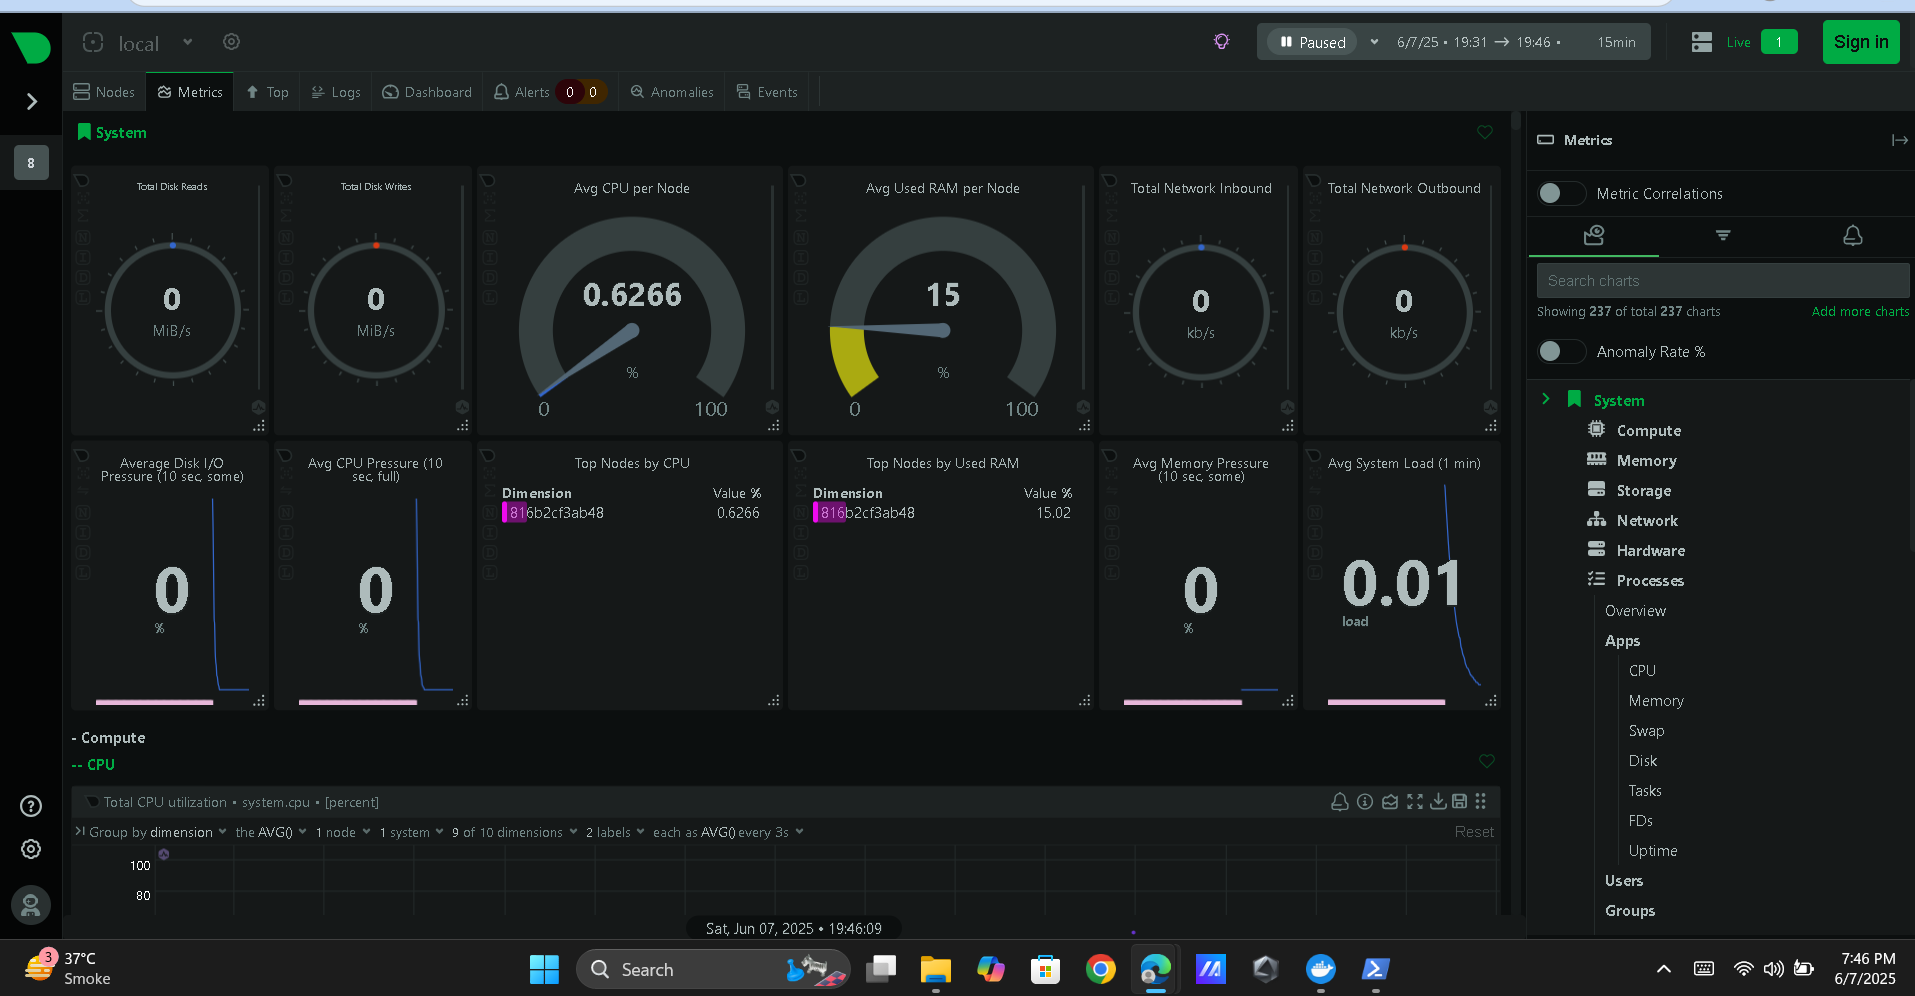 local
Paused
6/7/25 • 19:31 → 19:46 •
15min
Live
1
Sign in
Nodes
Metrics
Top
Logs
Dashboard
Alerts
0
0
Anomalies
Events
8
System
Total Disk Reads
0
MiB/s
Total Disk Writes
0
MiB/s
Avg CPU per Node
0.6266
%
0
100
Avg Used RAM per Node
15
%
0
100
Total Network Inbound
0
kb/s
Total Network Outbound
0
kb/s
Average Disk I/O
Pressure (10 sec, some)
0
%
Avg CPU Pressure (10
sec, full)
0
%
Top Nodes by CPU
Dimension Value %
816b2cf3ab48 0.6266
Top Nodes by Used RAM
Dimension Value %
816b2cf3ab48 15.02
Avg Memory Pressure
(10 sec, some)
0
%
Avg System Load (1 min)
0.01
load
- Compute
-- CPU
Total CPU utilization • system.cpu • [percent]
Group by dimension the AVG() 1 node 1 system 9 of 10 dimensions 2 labels each as AVG() every 3s
Reset
100
80
Sat, Jun 07, 2025 • 19:46:09
Metrics
Metric Correlations
Search charts
Showing 237 of total 237 charts
Add more charts
Anomaly Rate %
System
Compute
Memory
Storage
Network
Hardware
Processes
Overview
Apps
CPU
Memory
Swap
Disk
Tasks
FDs
Uptime
Users
Groups
3
37°C
Smoke
Search
7:46 PM
6/7/2025